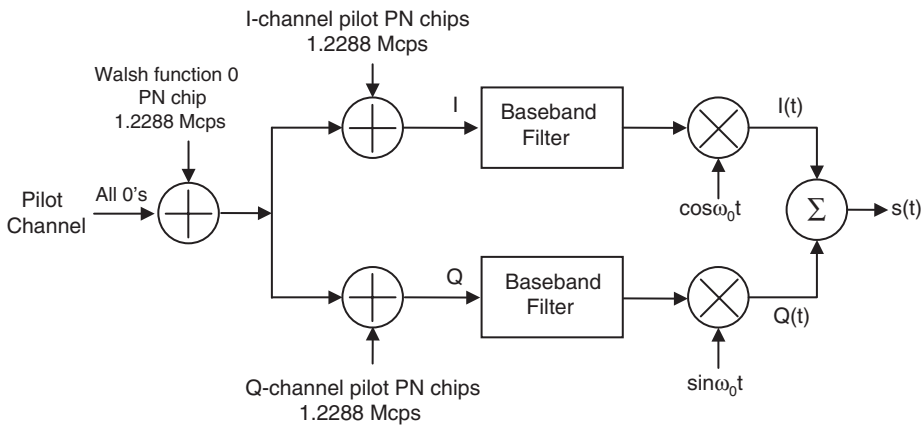 I-channel pilot PN chips
1.2288 Mcps
Walsh function 0
PN chip
1.2288 Mcps
Pilot
Channel
All 0's
I
Baseband
Filter
I(t)
cosω₀t
Σ
s(t)
Q
Baseband
Filter
Q(t)
sinω₀t
Q-channel pilot PN chips
1.2288 Mcps